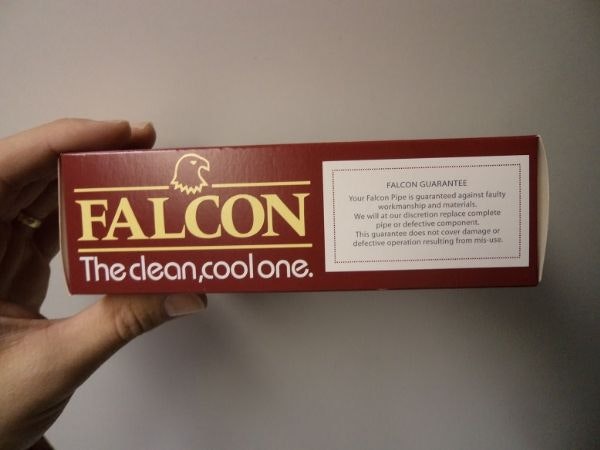 FALCON
The clean, cool one.
FALCON GUARANTEE
Your Falcon Pipe is guaranteed against faulty
workmanship and materials.
We will at our discretion replace complete
pipe or defective component.
This guarantee does not cover damage or
defective operation resulting from mis-use.